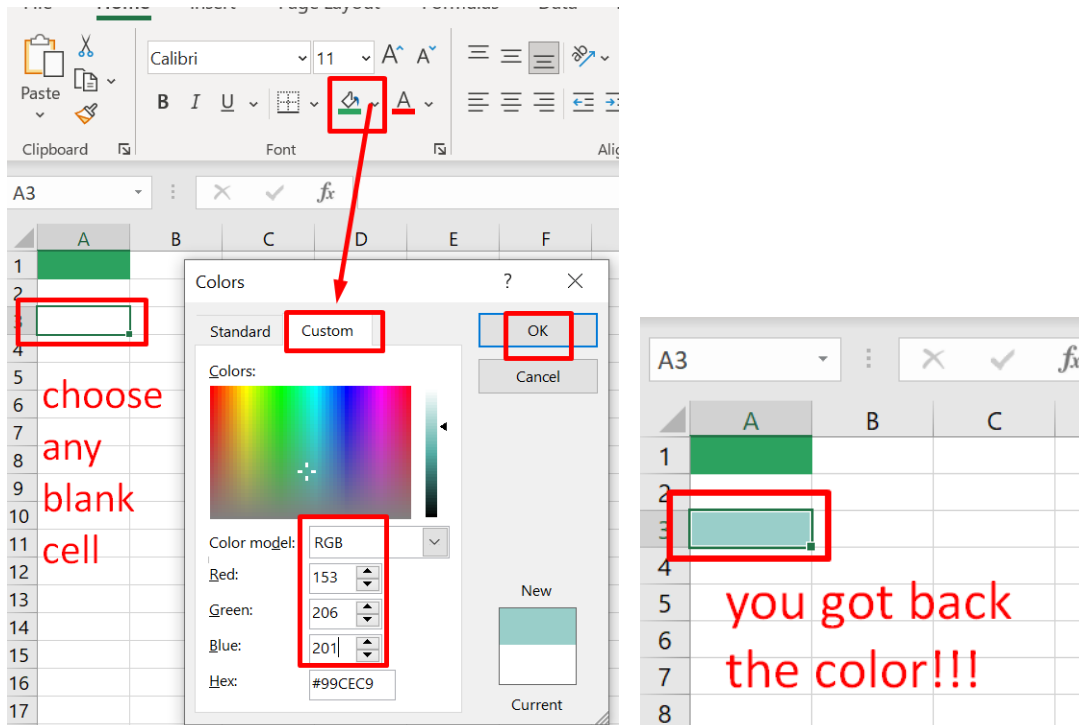 Home
Insert
Page Layout
Formulas
Data
Calibri
11
A A
Paste
B I U
A
Clipboard
Font
A3
fx
A B C D E F
1
2
3
4
5
6
7
8
9
10
11
12
13
14
15
16
17
choose
any
blank
cell
Colors
?
Standard
Custom
OK
Cancel
Colors:
Color model: RGB
Red: 153
Green: 206
Blue: 201
Hex: #99CEC9
New
Current
A3
A B C
1
2
3
4
5
6
7
8
you got back
the color!!!